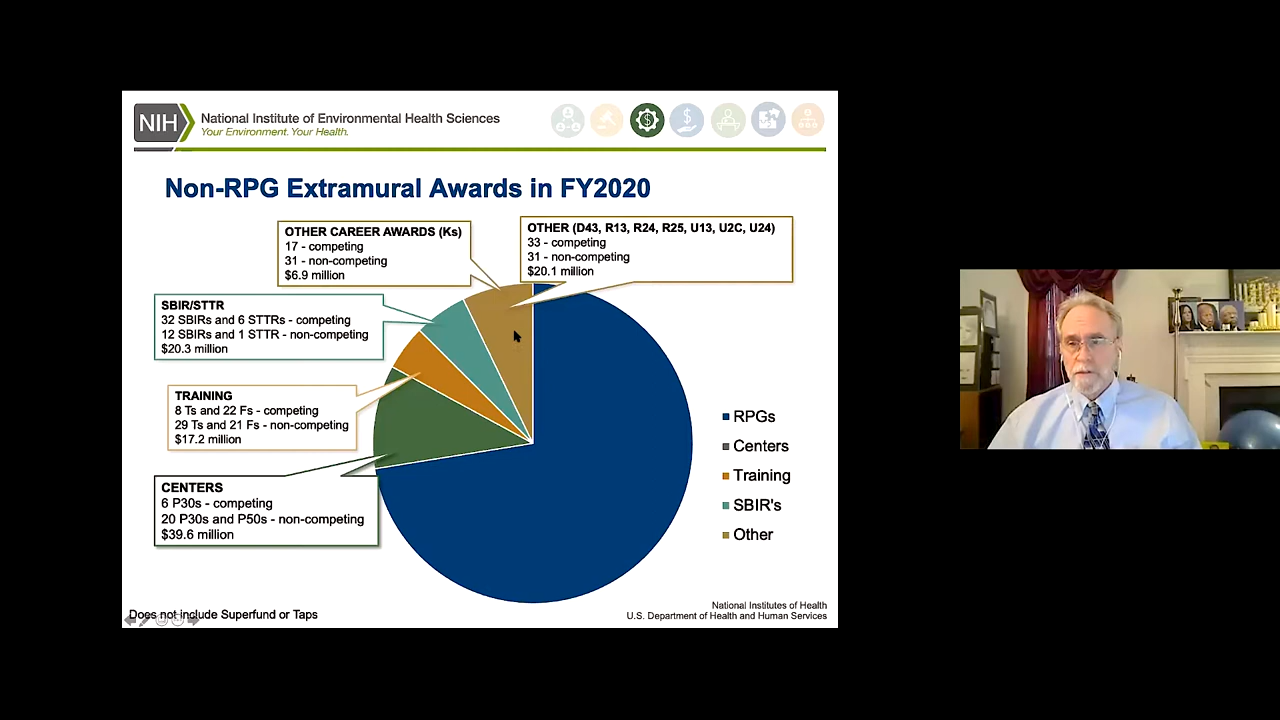 NIH
National Institute of Environmental Health Sciences
Your Environment. Your Health.
Non-RPG Extramural Awards in FY2020
OTHER CAREER AWARDS (Ks)
17 - competing
31 - non-competing
$6.9 million
OTHER (D43, R13, R24, R25, U13, U2C, U24)
33 - competing
31 - non-competing
$20.1 million
SBIR/STTR
32 SBIRs and 6 STTRs - competing
12 SBIRs and 1 STTR - non-competing
$20.3 million
TRAINING
8 Ts and 22 Fs - competing
29 Ts and 21 Fs - non-competing
$17.2 million
CENTERS
6 P30s - competing
20 P30s and P50s - non-competing
$39.6 million
RPGs
Centers
Training
SBIR's
Other
Does not include Superfund or Taps
National Institutes of Health
U.S. Department of Health and Human Services